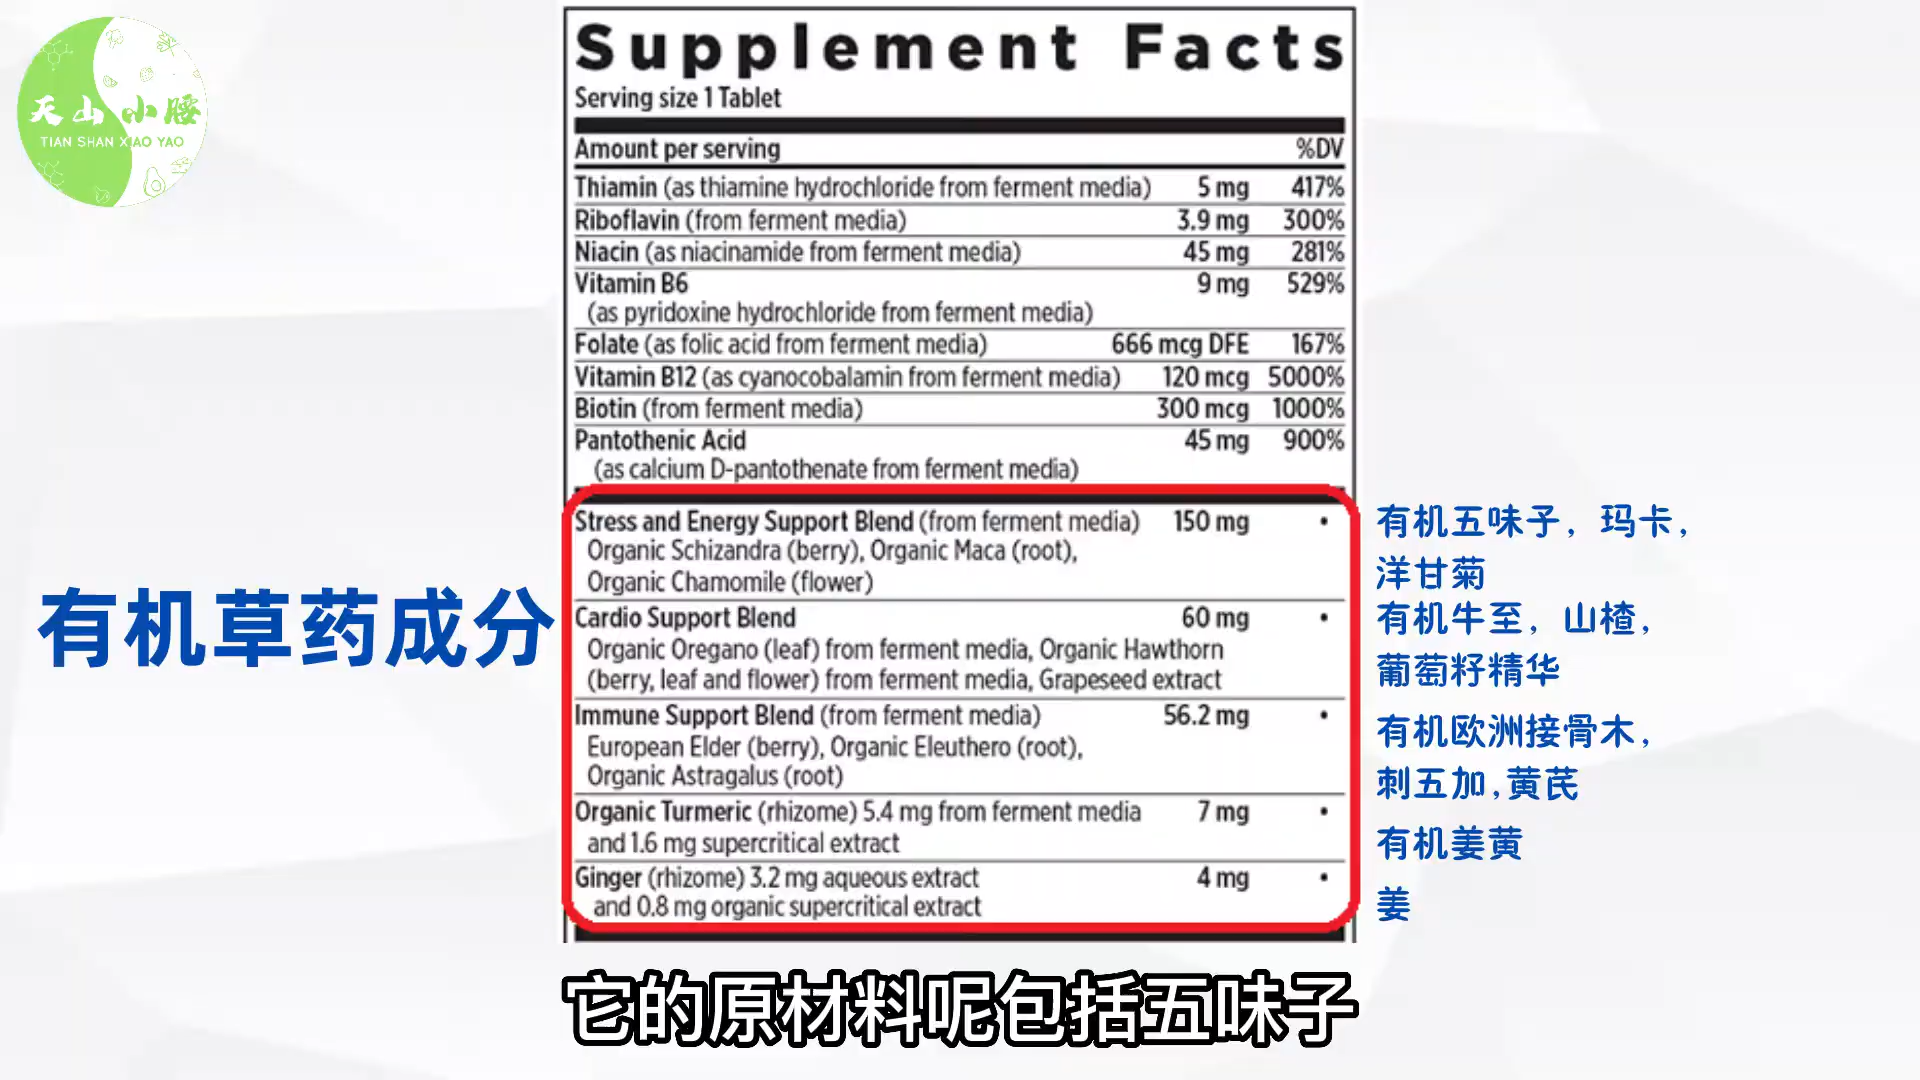 天山小腰
TIAN SHAN XIAO YAO
Supplement Facts
Serving size 1 Tablet
Amount per serving %DV
Thiamin (as thiamine hydrochloride from ferment media) 5 mg 417%
Riboflavin (from ferment media) 3.9 mg 300%
Niacin (as niacinamide from ferment media) 45 mg 281%
Vitamin B6 9 mg 529%
(as pyridoxine hydrochloride from ferment media)
Folate (as folic acid from ferment media) 666 mcg DFE 167%
Vitamin B12 (as cyanocobalamin from ferment media) 120 mcg 5000%
Biotin (from ferment media) 300 mcg 1000%
Pantothenic Acid 45 mg 900%
(as calcium D-pantothenate from ferment media)
Stress and Energy Support Blend (from ferment media) 150 mg •
Organic Schizandra (berry), Organic Maca (root),
Organic Chamomile (flower)
Cardio Support Blend 60 mg •
Organic Oregano (leaf) from ferment media, Organic Hawthorn
(berry, leaf and flower) from ferment media, Grapeseed extract
Immune Support Blend (from ferment media) 56.2 mg •
European Elder (berry), Organic Eleuthero (root),
Organic Astragalus (root)
Organic Turmeric (rhizome) 5.4 mg from ferment media 7 mg •
and 1.6 mg supercritical extract
Ginger (rhizome) 3.2 mg aqueous extract 4 mg •
and 0.8 mg organic supercritical extract
有机草药成分
有机五味子，玛卡，
洋甘菊
有机牛至，山楂，
葡萄籽精华
有机欧洲接骨木，
刺五加,黄芪
有机姜黄
姜
它的原材料呢包括五味子